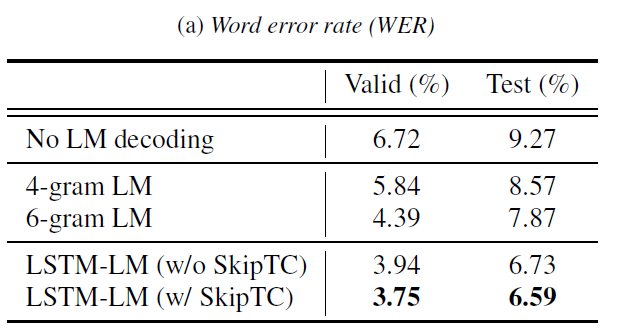 (a) Word error rate (WER)
Valid (%) Test (%)
No LM decoding 6.72 9.27
4-gram LM 5.84 8.57
6-gram LM 4.39 7.87
LSTM-LM (w/o SkipTC) 3.94 6.73
LSTM-LM (w/ SkipTC) 3.75 6.59